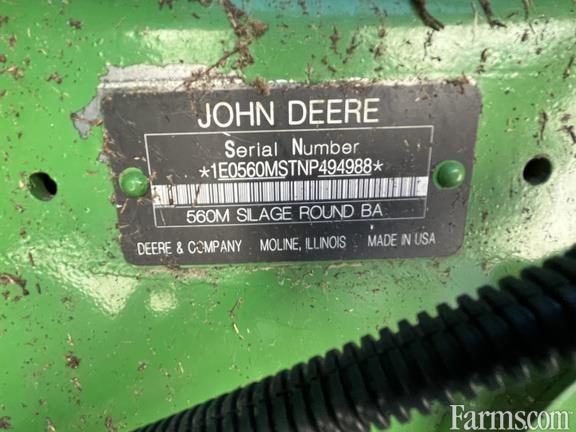 JOHN DEERE
Serial Number
*1E0560MSTNP494988*
560M SILAGE ROUND BA
DEERE & COMPANY MOLINE, ILLINOIS MADE IN USA
Farms.com